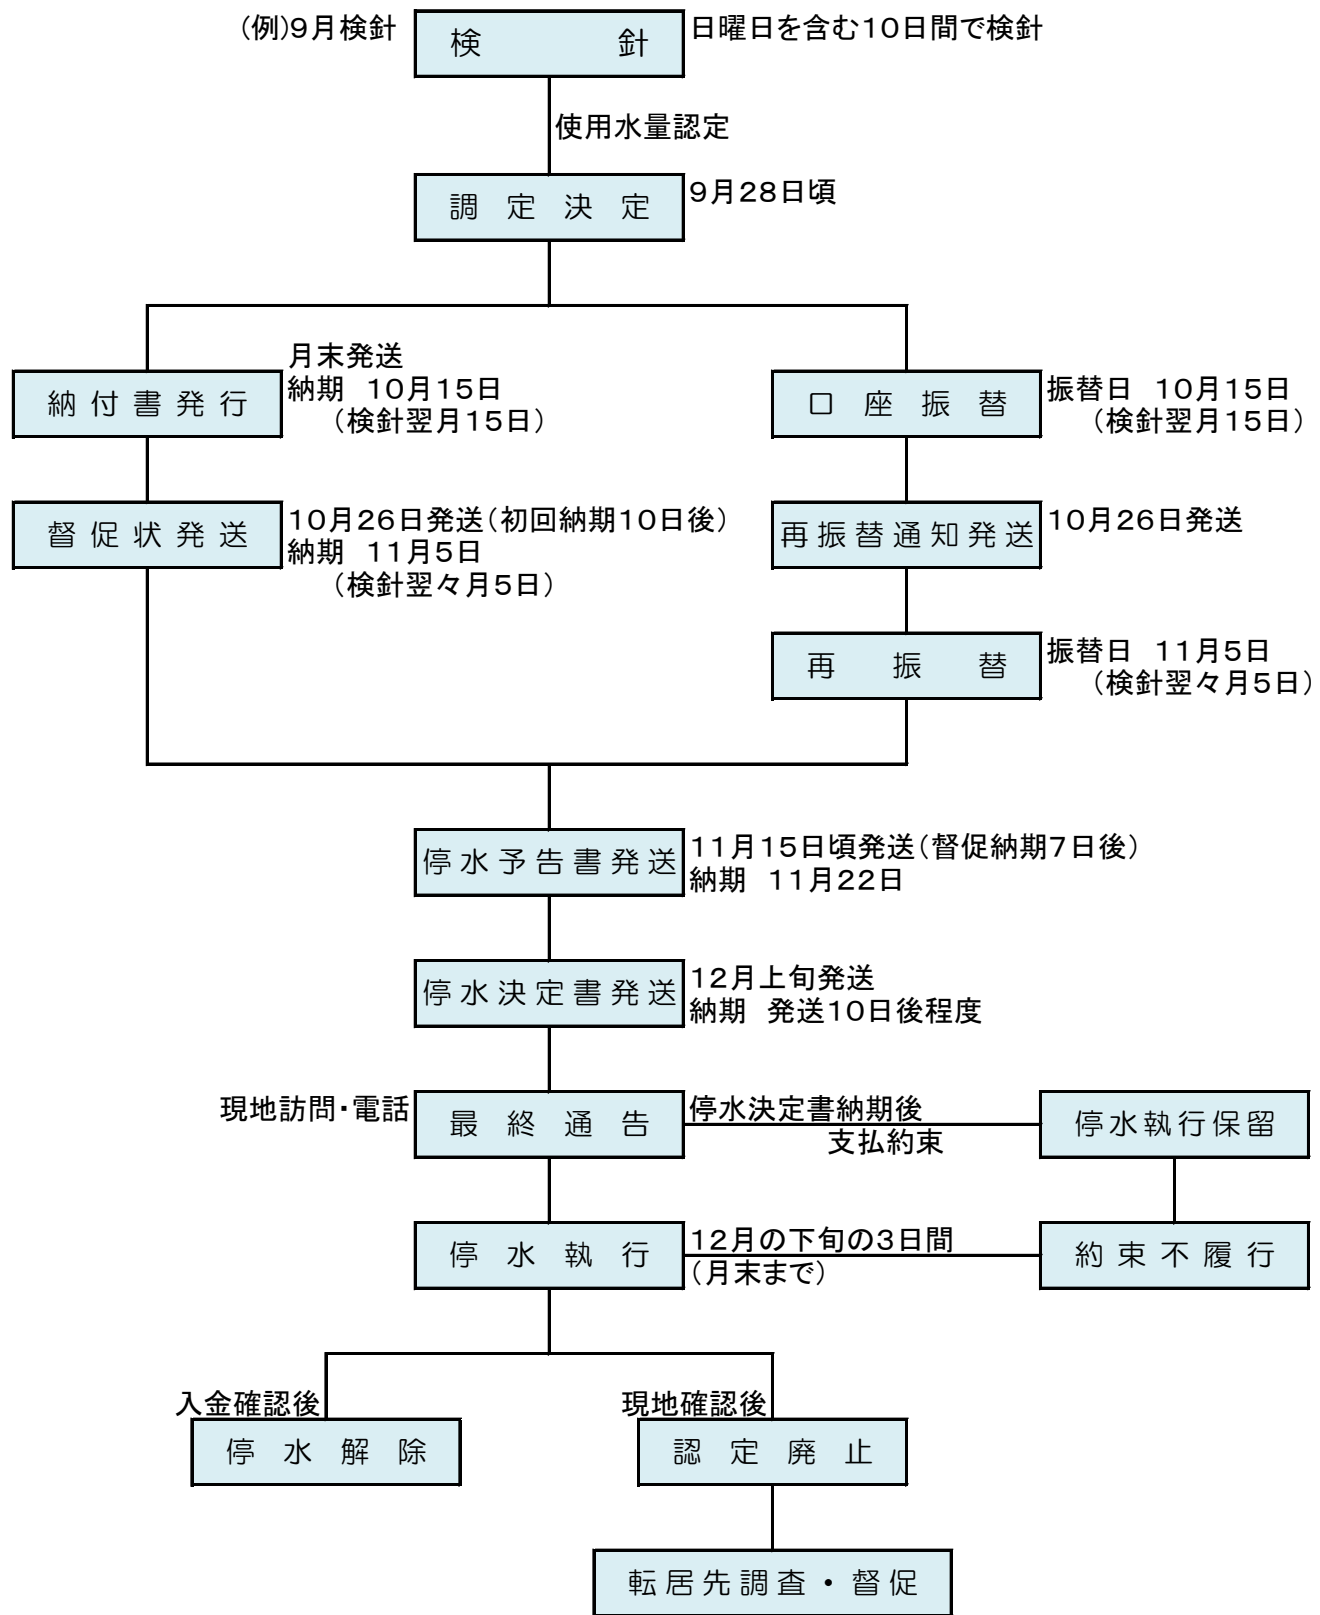 (例)9月検針
検針
日曜日を含む10日間で検針
使用水量認定
調定決定
9月28日頃
納付書発行
月末発送
納期 10月15日
(検針翌月15日)
口座振替
振替日 10月15日
(検針翌月15日)
督促状発送
10月26日発送(初回納期10日後)
納期 11月5日
(検針翌々月5日)
再振替通知発送
10月26日発送
再振替
振替日 11月5日
(検針翌々月5日)
停水予告書発送
11月15日頃発送(督促納期7日後)
納期 11月22日
停水決定書発送
12月上旬発送
納期 発送10日後程度
現地訪問・電話
最終通告
停水決定書納期後
支払約束
停水執行保留
停水執行
12月の下旬の3日間
(月末まで)
約束不履行
入金確認後
停水解除
現地確認後
認定廃止
転居先調査・督促